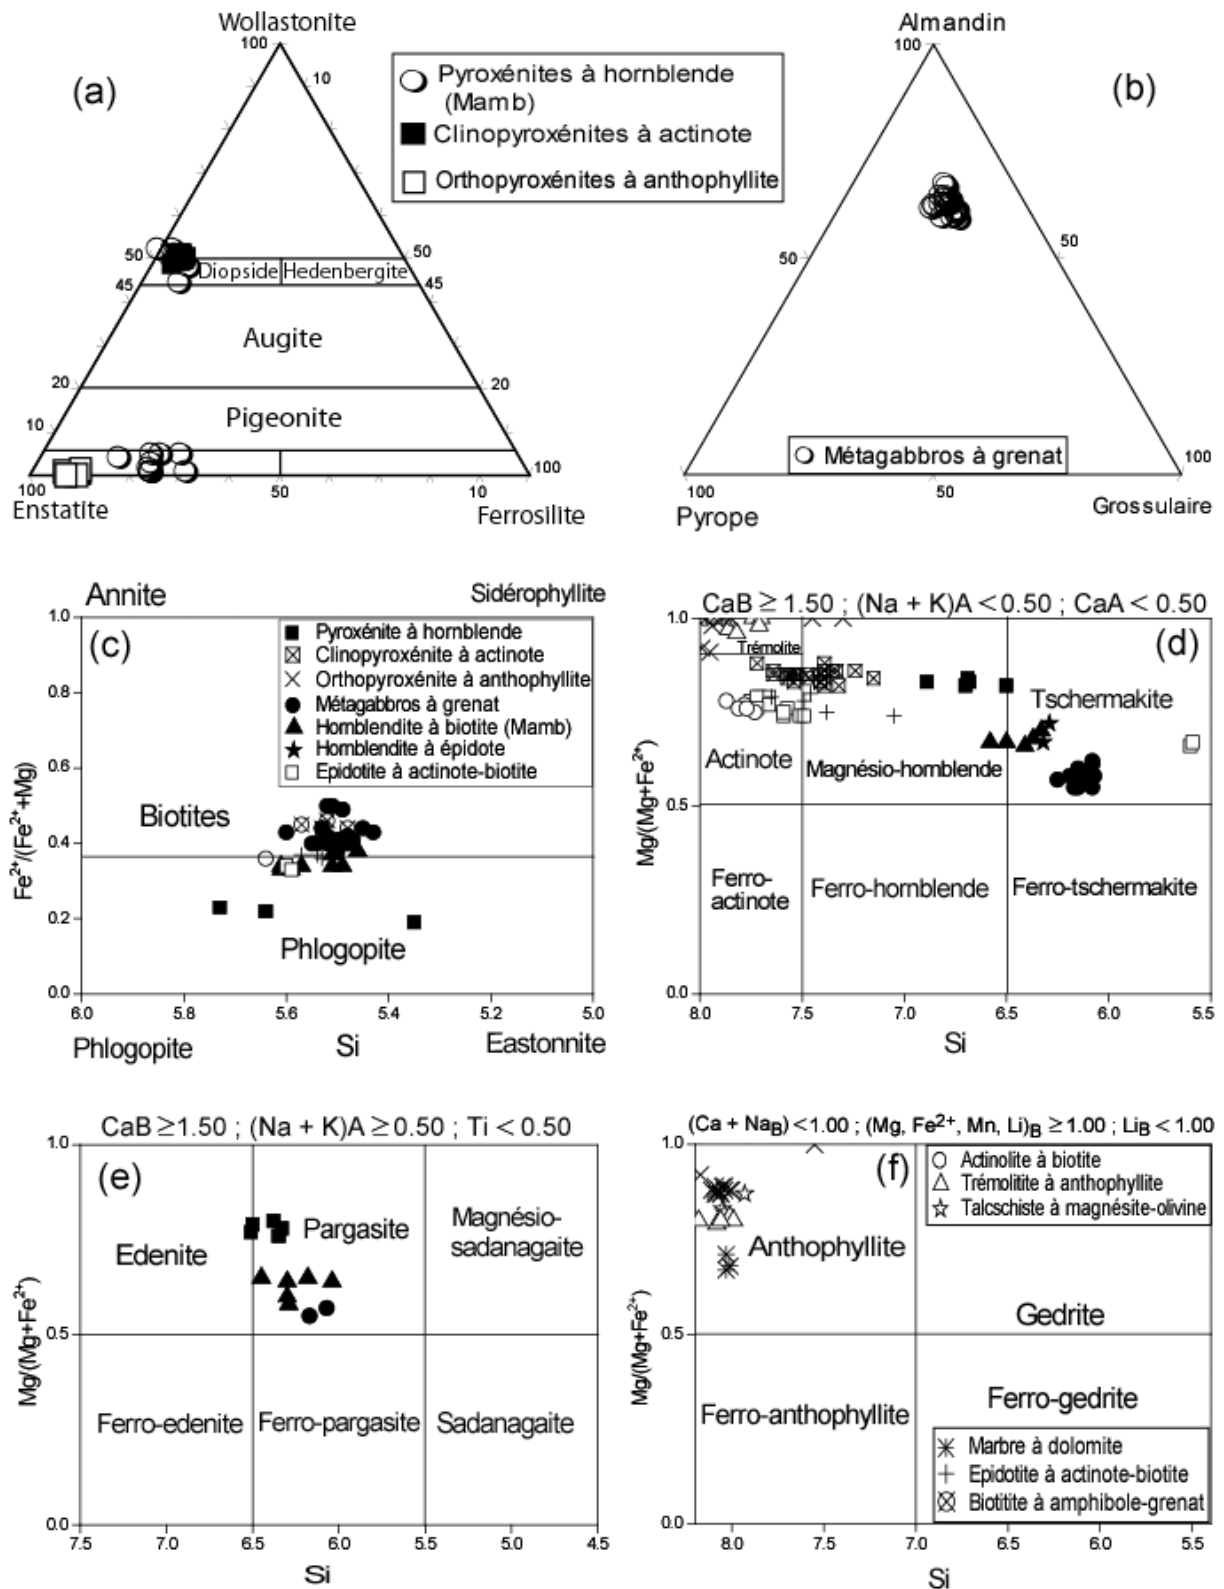 Wollastonite
100
(a)
10
Pyroxénites à hornblende
(Mamb)
Clinopyroxénites à actinote
Orthopyroxénites à anthophyllite
50
50
Diopside
Hedenbergite
45
45
Augite
20
20
Pigeonite
10
100
100
50
10
Enstatite
Ferrosilite
Almandin
100
(b)
50
50
Métagabbros à grenat
100
100
50
Pyrope
Grossulaire
Annite
Sidérophyllite
(c)
Pyroxénite à hornblende
Clinopyroxénite à actinote
Orthopyroxénite à anthophyllite
Métagabbros à grenat
Hornblendite à biotite (Mamb)
Hornblendite à épidote
Epidotite à actinote-biotite
1.0
0.8
0.6
0.4
0.2
0.0
Fe²⁺/(Fe²⁺+Mg)
Biotites
Phlogopite
6.0
5.8
5.6
5.4
5.2
5.0
Phlogopite
Si
Eastonnite
CaB ≥ 1.50 ; (Na + K)A < 0.50 ; CaA < 0.50
(d)
1.0
0.5
0.0
Mg/(Mg+Fe²⁺)
Trémolite
Tschermakite
Actinote
Magnésio-hornblende
Ferro-
actinote
Ferro-hornblende
Ferro-tschermakite
8.0
7.5
7.0
6.5
6.0
5.5
Si
CaB ≥1.50 ; (Na + K)A ≥ 0.50 ; Ti < 0.50
(e)
1.0
0.5
0.0
Mg/(Mg+Fe²⁺)
Edenite
Pargasite
Magnésio-
sadanagaite
Ferro-edenite
Ferro-pargasite
Sadanagaite
7.5
7.0
6.5
6.0
5.5
5.0
4.5
Si
(Ca + NaB) < 1.00 ; (Mg, Fe²⁺, Mn, Li)B ≥ 1.00 ; LiB < 1.00
(f)
Actinolite à biotite
Trémolitite à anthophyllite
Talcschiste à magnésite-olivine
1.0
0.5
0.0
Mg/(Mg+Fe²⁺)
Anthophyllite
Gedrite
Ferro-anthophyllite
Ferro-gedrite
Marbre à dolomite
Epidotite à actinote-biotite
Biotitite à amphibole-grenat
8.0
7.5
7.0
6.5
6.0
5.5
Si